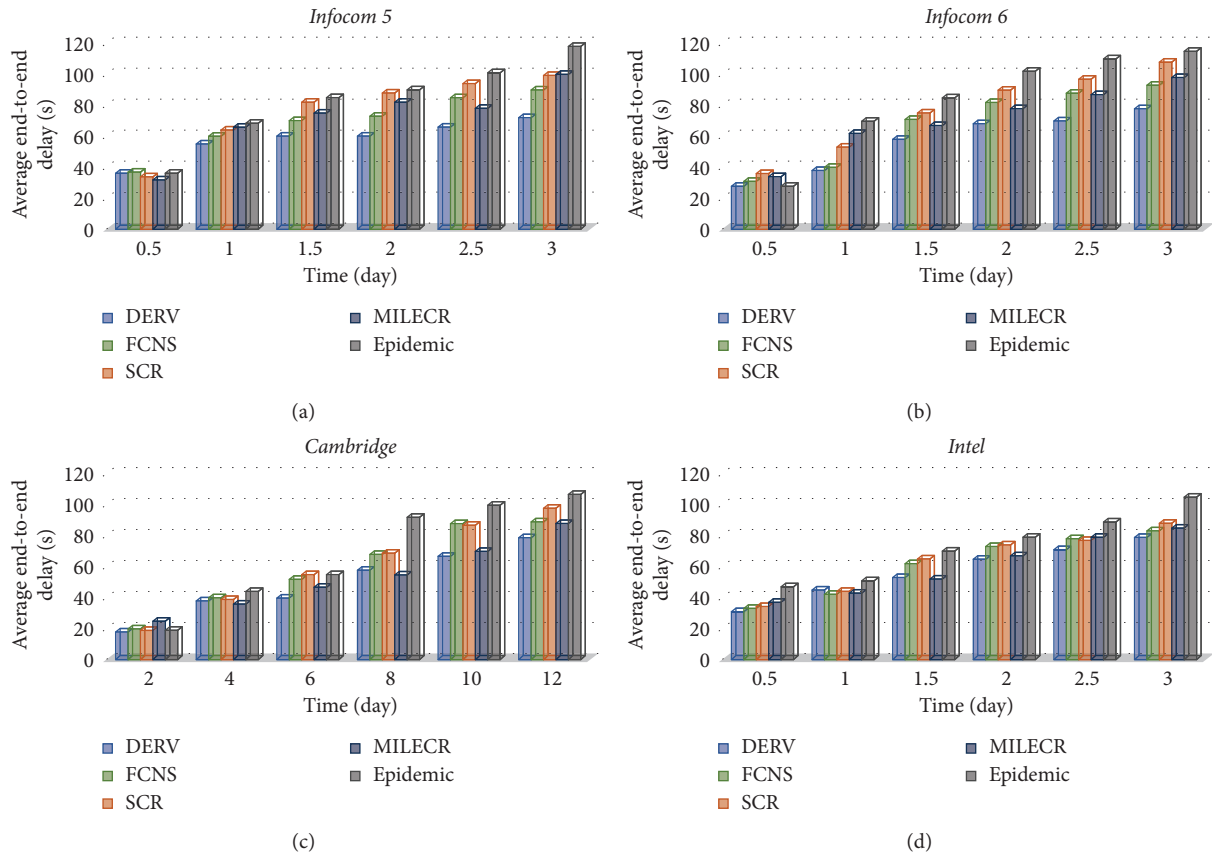 Infocom 5
Average end-to-end
delay (s)
120
100
80
60
40
20
0
0.5 1 1.5 2 2.5 3
Time (day)
DERV
FCNS
SCR
MILECR
Epidemic
(a)
Infocom 6
Average end-to-end
delay (s)
120
100
80
60
40
20
0
0.5 1 1.5 2 2.5 3
Time (day)
DERV
FCNS
SCR
MILECR
Epidemic
(b)
Cambridge
Average end-to-end
delay (s)
120
100
80
60
40
20
0
2 4 6 8 10 12
Time (day)
DERV
FCNS
SCR
MILECR
Epidemic
(c)
Intel
Average end-to-end
delay (s)
120
100
80
60
40
20
0
0.5 1 1.5 2 2.5 3
Time (day)
DERV
FCNS
SCR
MILECR
Epidemic
(d)